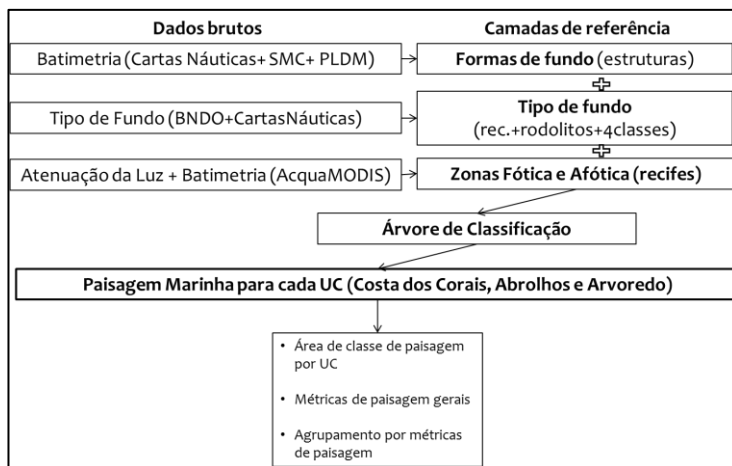 Dados brutos
Camadas de referência
Batimetria (Cartas Náuticas+ SMC+ PLDM)
Formas de fundo (estruturas)
Tipo de Fundo (BNDO+CartasNáuticas)
Tipo de fundo
(rec.+rodolitos+4classes)
Atenuação da Luz + Batimetria (AcquaMODIS)
Zonas Fótica e Afótica (recifes)
Árvore de Classificação
Paisagem Marinha para cada UC (Costa dos Corais, Abrolhos e Arvoredo)
• Área de classe de paisagem
por UC
• Métricas de paisagem gerais
• Agrupamento por métricas
de paisagem